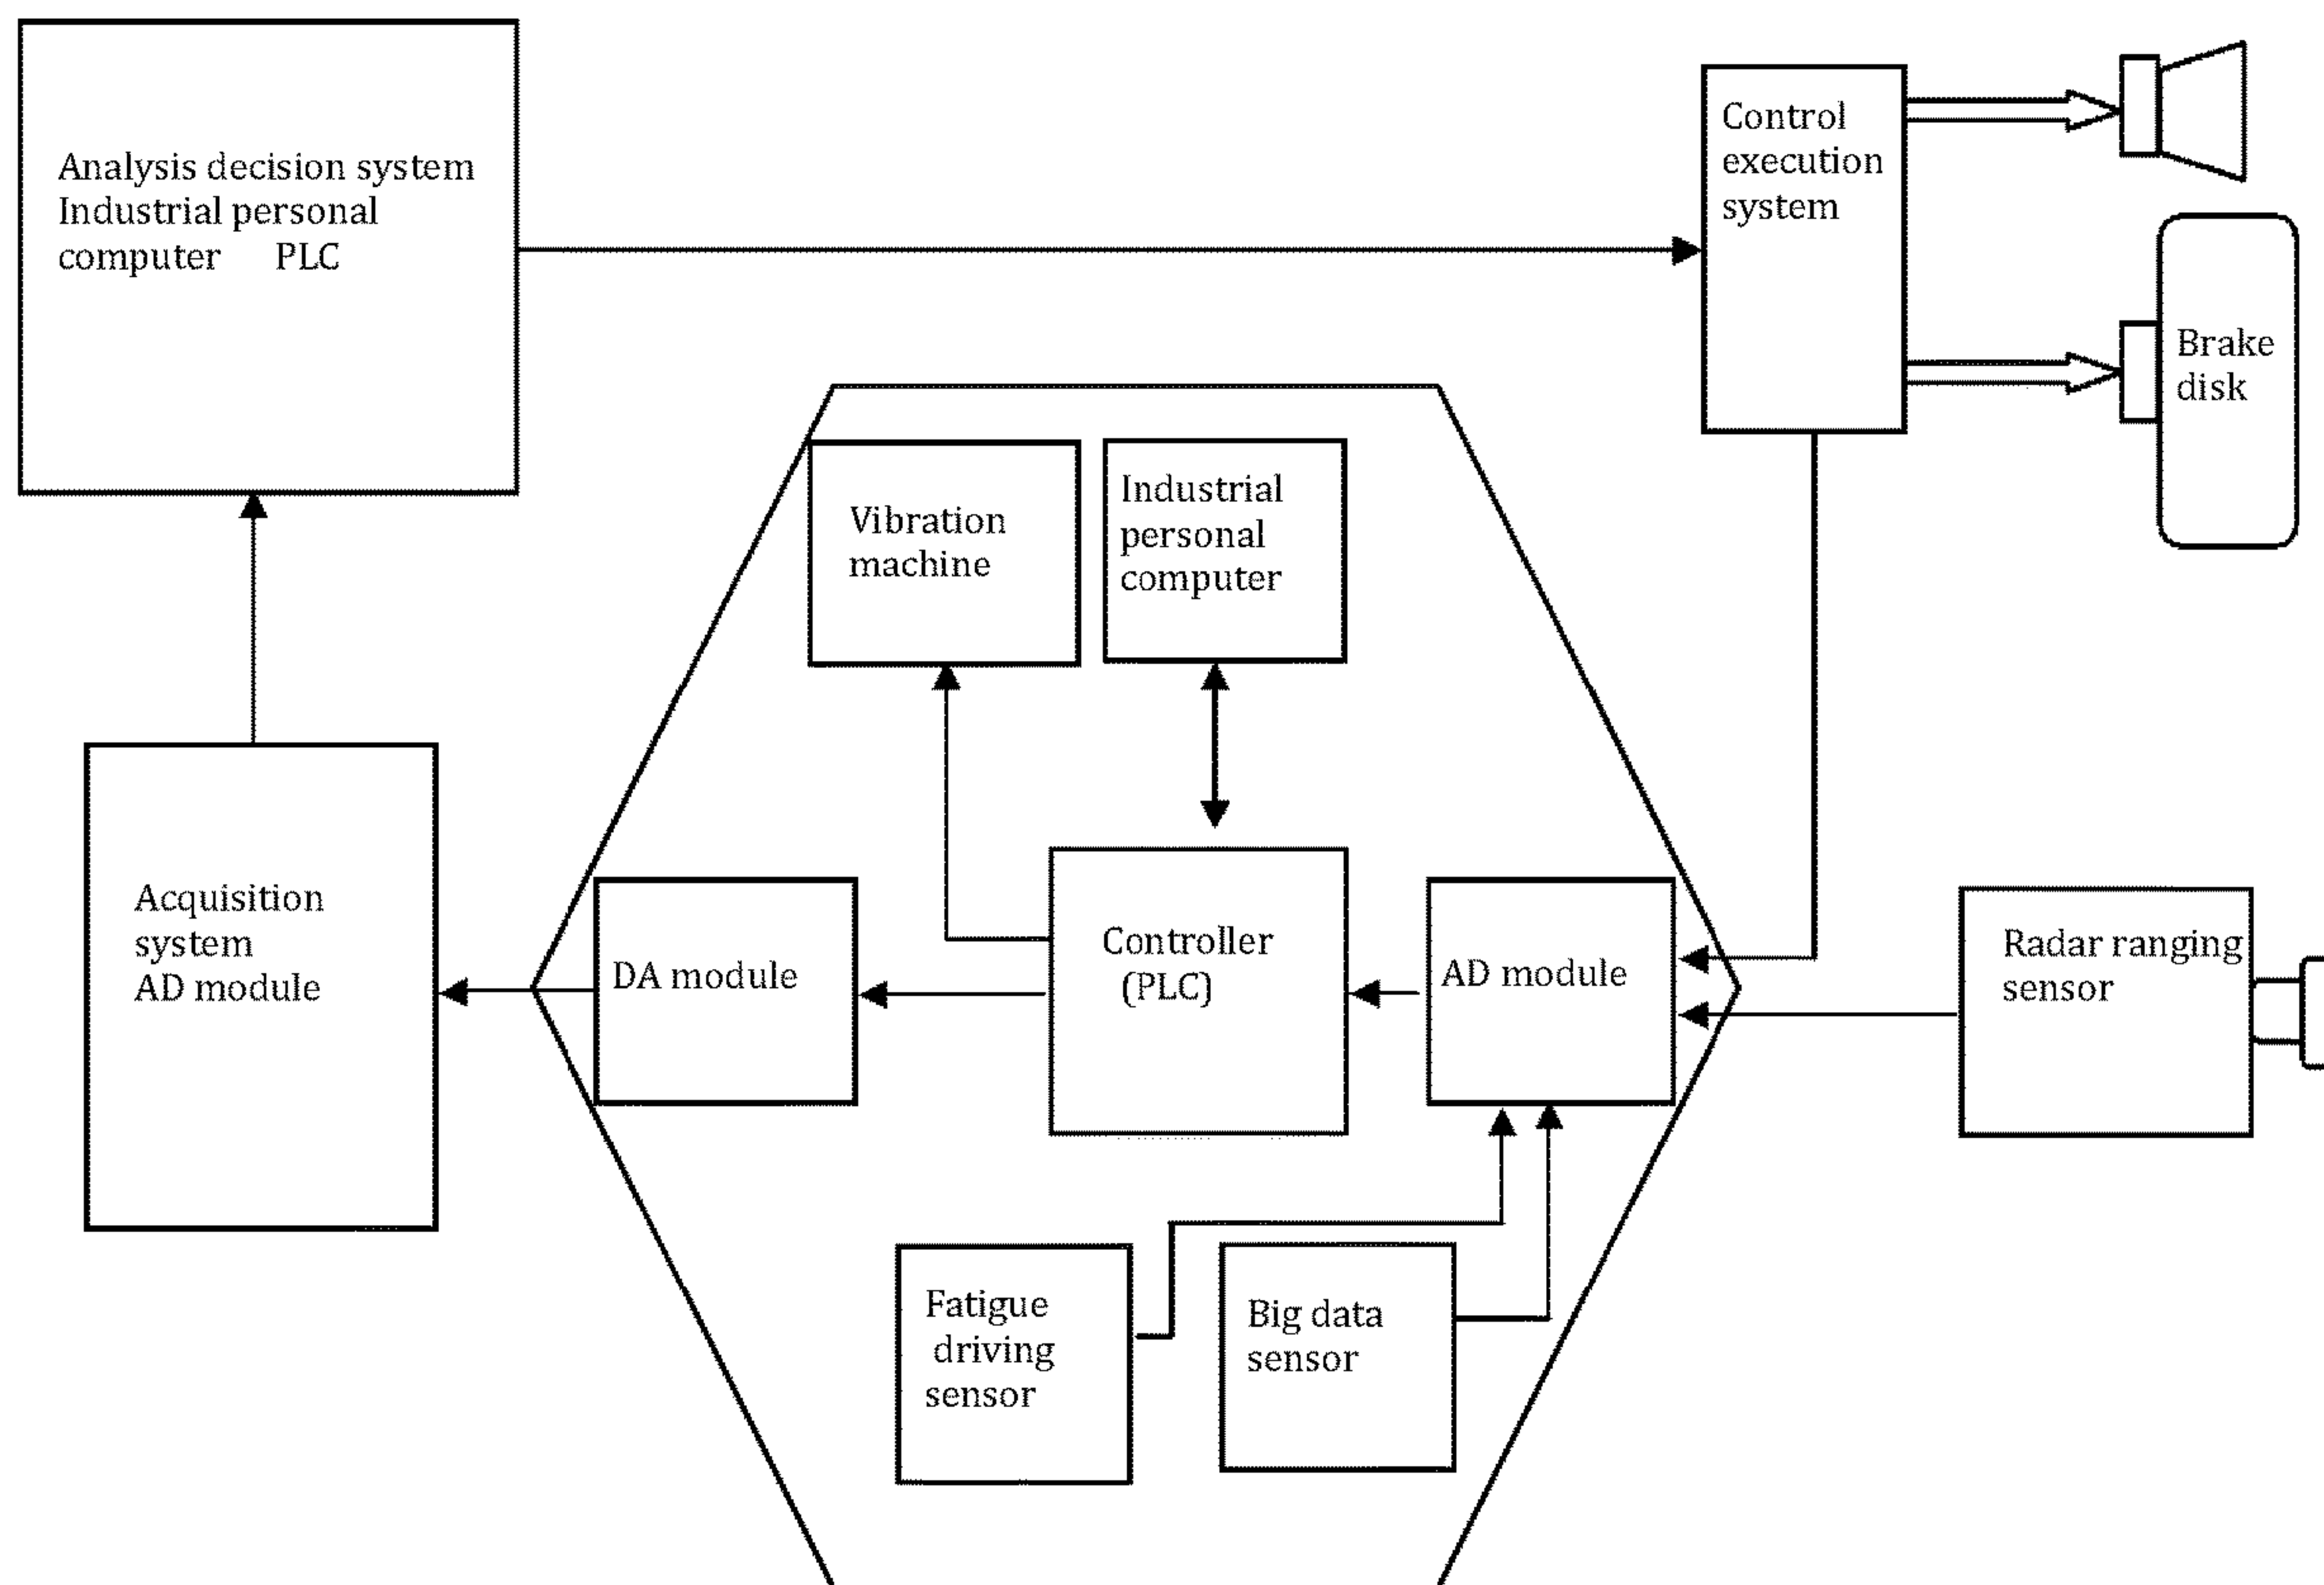 Analysis decision system
Industrial personal
computer PLC
Control
execution
system
Brake
disk
Vibration
machine
Industrial
personal
computer
Acquisition
system
AD module
DA module
Controller
(PLC)
AD module
Radar ranging
sensor
Fatigue
driving
sensor
Big data
sensor